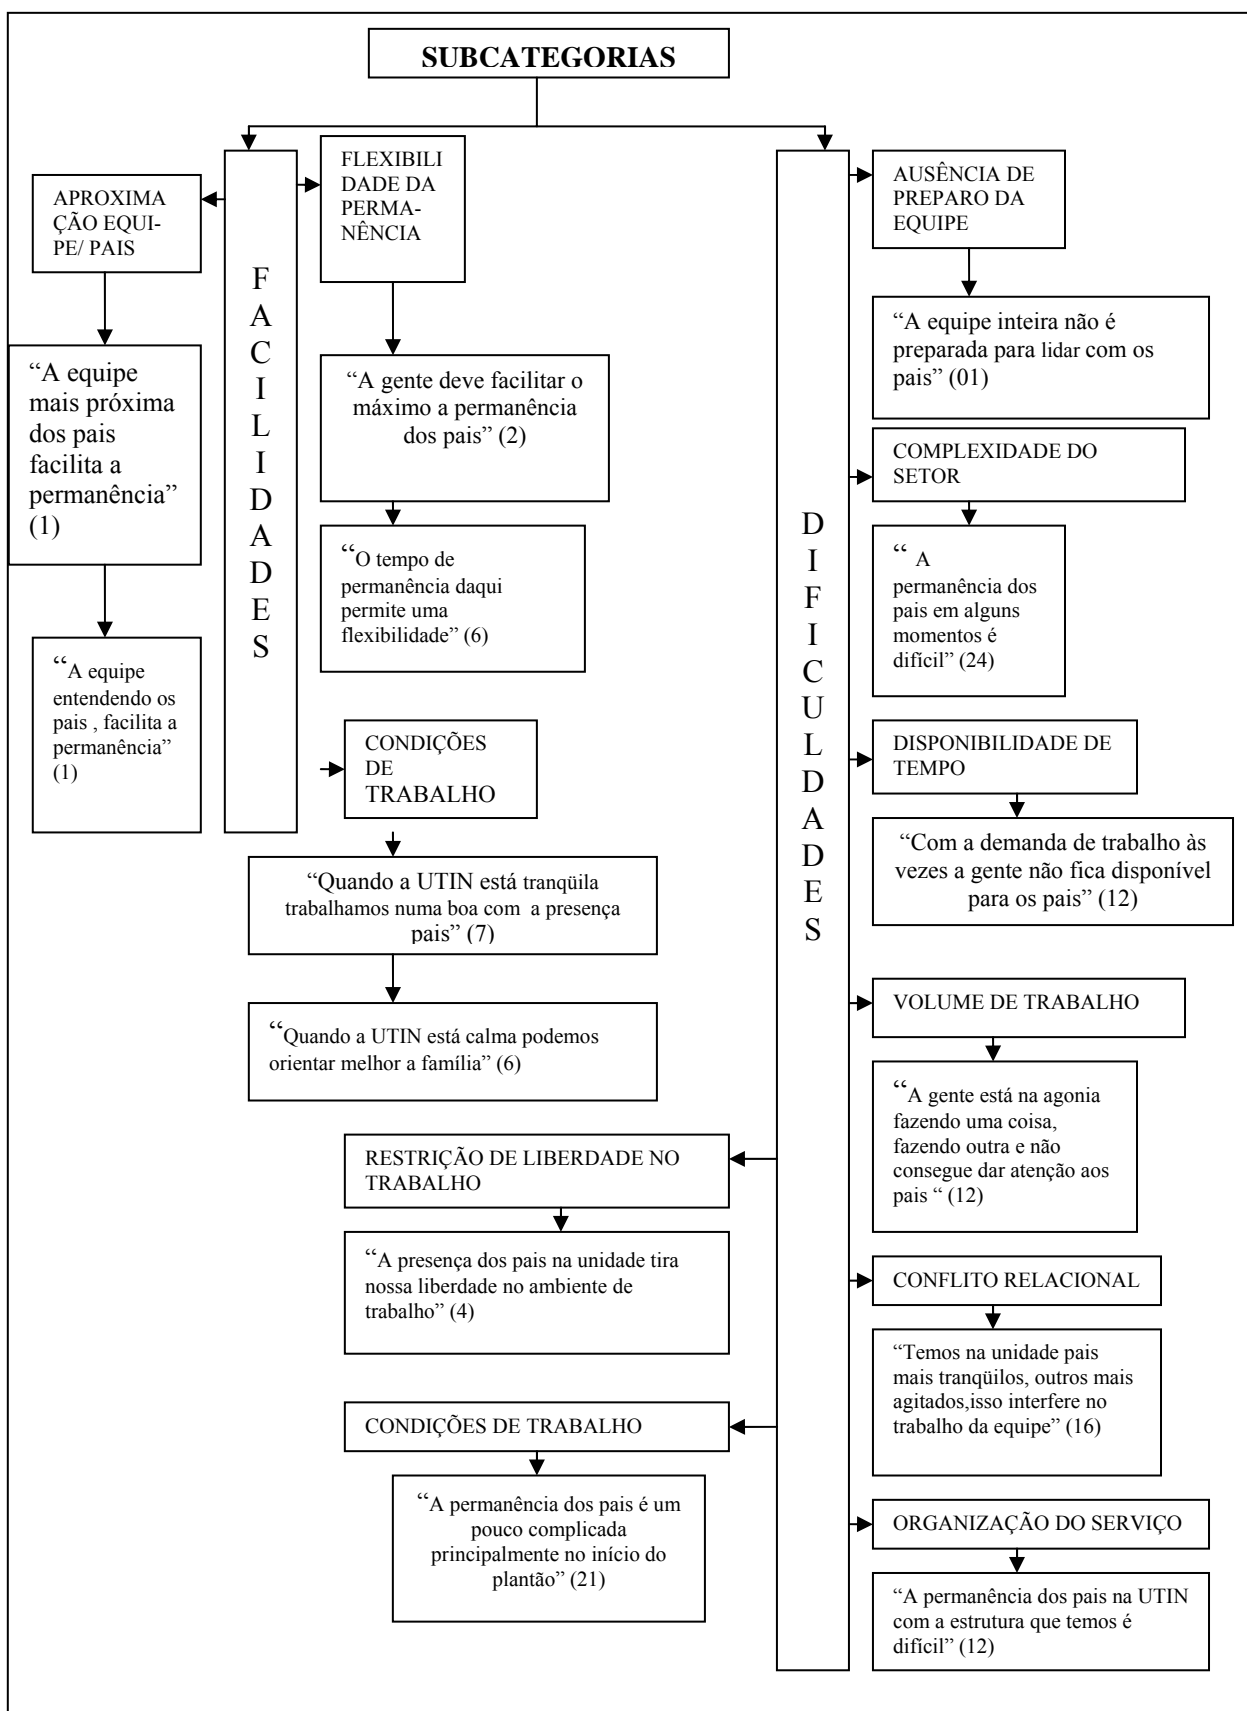 SUBCATEGORIAS
APROXIMA
ÇÃO EQUI-
PE/ PAIS
“A equipe
mais próxima
dos pais
facilita a
permanência”
(1)
“A equipe
entendendo os
pais , facilita a
permanência”
(1)
F
A
C
I
L
I
D
A
D
E
S
FLEXIBILI
DADE DA
PERMA-
NÊNCIA
“A gente deve facilitar o
máximo a permanência
dos pais” (2)
“O tempo de
permanência daqui
permite uma
flexibilidade” (6)
CONDIÇÕES
DE
TRABALHO
“Quando a UTIN está tranqüila
trabalhamos numa boa com a presença
pais” (7)
“Quando a UTIN está calma podemos
orientar melhor a família” (6)
D
I
F
I
C
U
L
D
A
D
E
S
RESTRIÇÃO DE LIBERDADE NO
TRABALHO
“A presença dos pais na unidade tira
nossa liberdade no ambiente de
trabalho” (4)
CONDIÇÕES DE TRABALHO
“A permanência dos pais é um
pouco complicada
principalmente no início do
plantão” (21)
AUSÊNCIA DE
PREPARO DA
EQUIPE
“A equipe inteira não é
preparada para lidar com os
pais” (01)
COMPLEXIDADE DO
SETOR
“ A
permanência dos
pais em alguns
momentos é
difícil” (24)
DISPONIBILIDADE DE
TEMPO
“Com a demanda de trabalho às
vezes a gente não fica disponível
para os pais” (12)
VOLUME DE TRABALHO
“A gente está na agonia
fazendo uma coisa,
fazendo outra e não
consegue dar atenção aos
pais “ (12)
CONFLITO RELACIONAL
“Temos na unidade pais
mais tranqüilos, outros mais
agitados,isso interfere no
trabalho da equipe” (16)
ORGANIZAÇÃO DO SERVIÇO
“A permanência dos pais na UTIN
com a estrutura que temos é
difícil” (12)